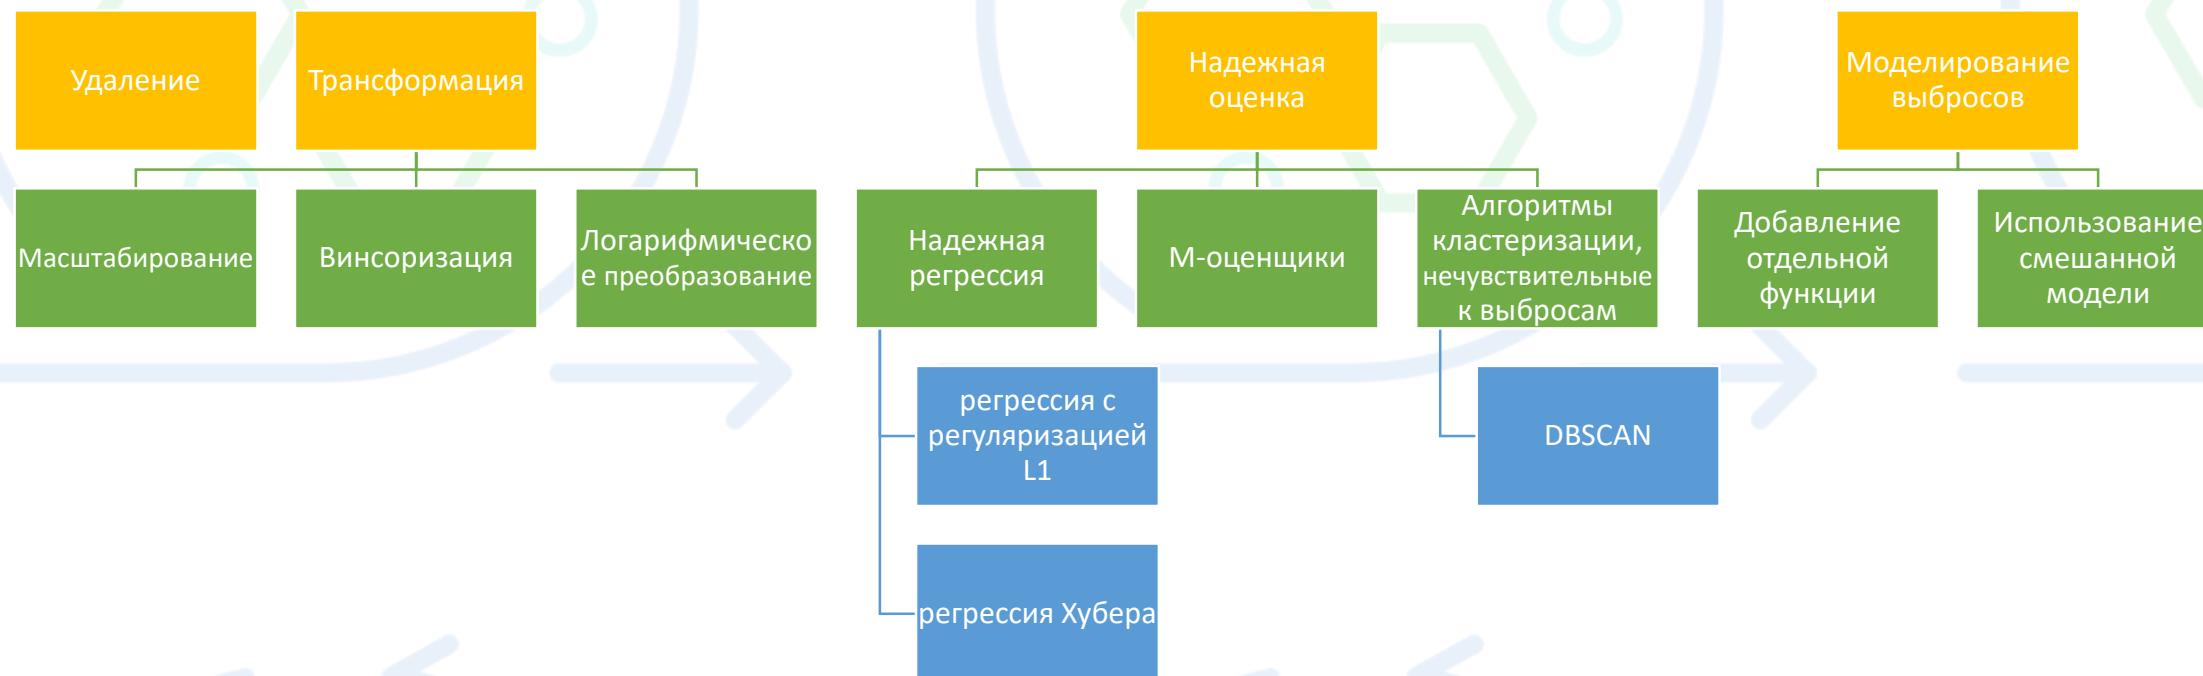 Удаление
Трансформация
Надежная
оценка
Моделирование
выбросов
Масштабирование
Винсоризация
Логарифмическо
е преобразование
Надежная
регрессия
М-оценщики
Алгоритмы
кластеризации,
нечувствительные
к выбросам
Добавление
отдельной
функции
Использование
смешанной
модели
регрессия с
регуляризацией
L1
DBSCAN
регрессия Хубера